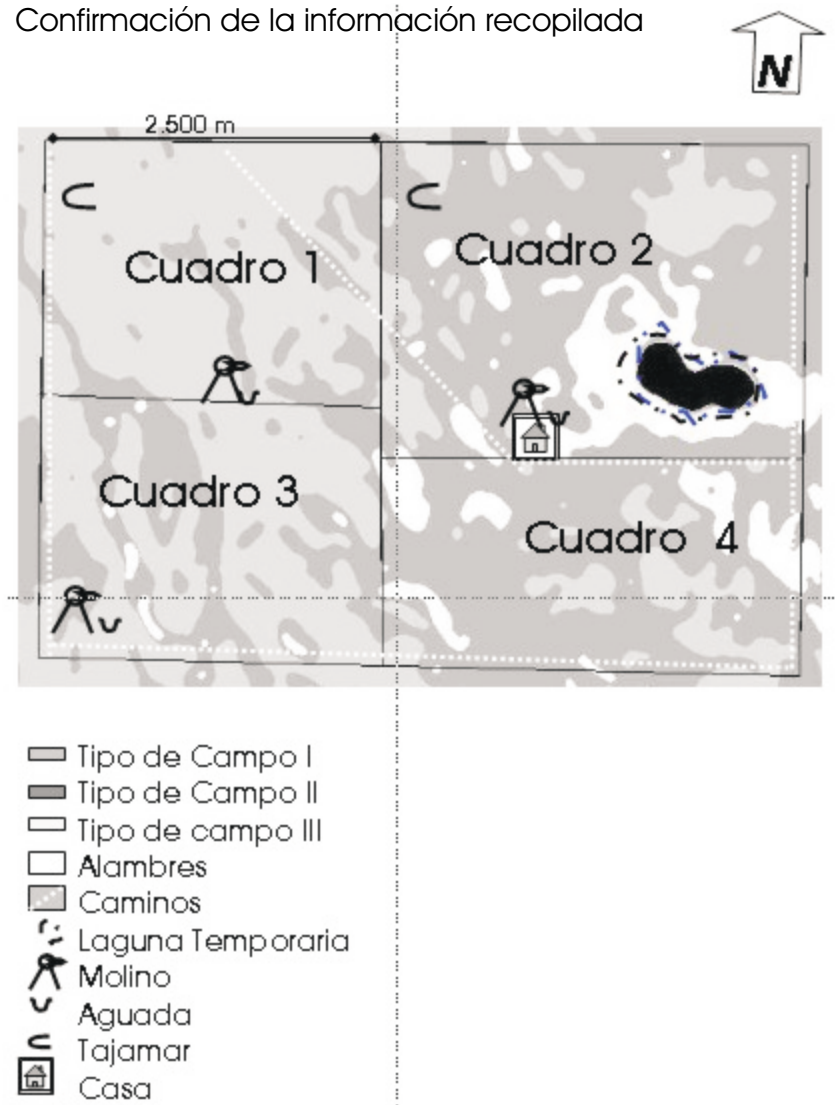 Confirmación de la información recopilada
N
2.500 m
Cuadro 1
Cuadro 2
Cuadro 3
Cuadro 4
Tipo de Campo I
Tipo de Campo II
Tipo de campo III
Alambres
Caminos
Laguna Temporaria
Molino
Aguada
Tajamar
Casa